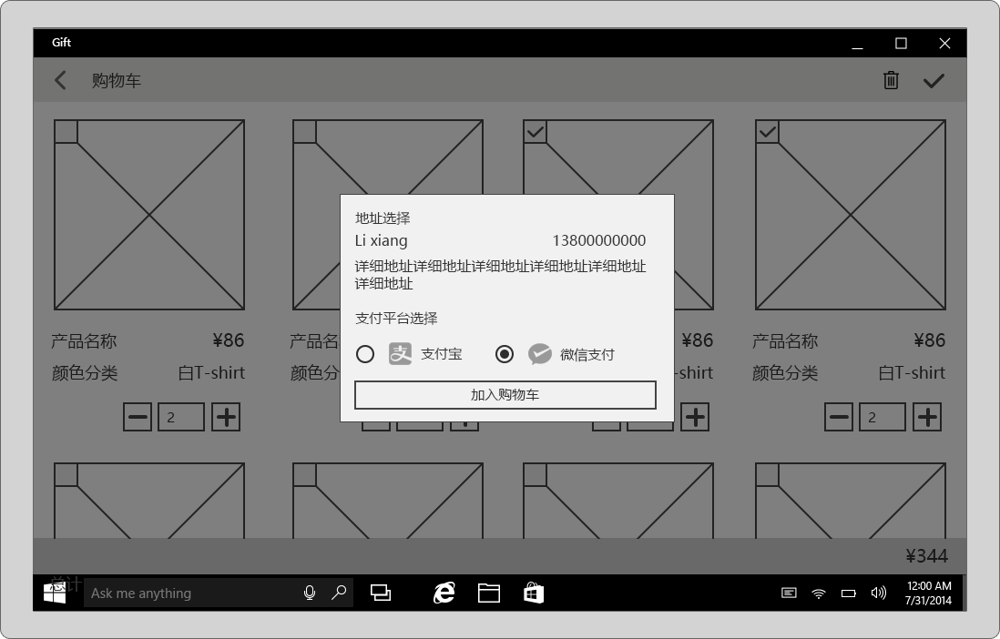 Gift
购物车
地址选择
Li xiang 13800000000
详细地址详细地址详细地址详细地址详细地址
详细地址
支付平台选择
支 支付宝 微信支付
加入购物车
产品名称 ¥86
颜色分类 白T-shirt
2
产品名
颜色分
¥86
-shirt
产品名称 ¥86
颜色分类 白T-shirt
2
¥344
总计
Ask me anything
12:00 AM
7/31/2014